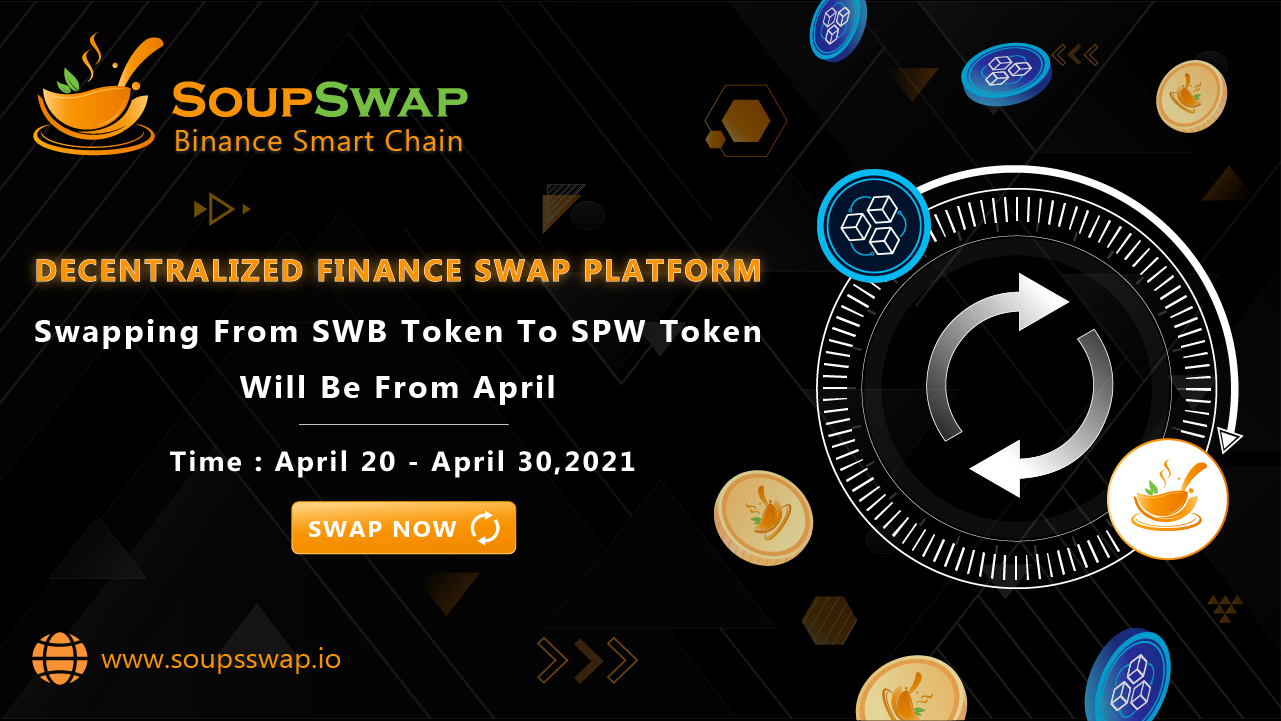 SOUPSWAP
Binance Smart Chain
DECENTRALIZED FINANCE SWAP PLATFORM
Swapping From SWB Token To SPW Token
Will Be From April
Time : April 20 - April 30,2021
SWAP NOW
www.soupsswap.io